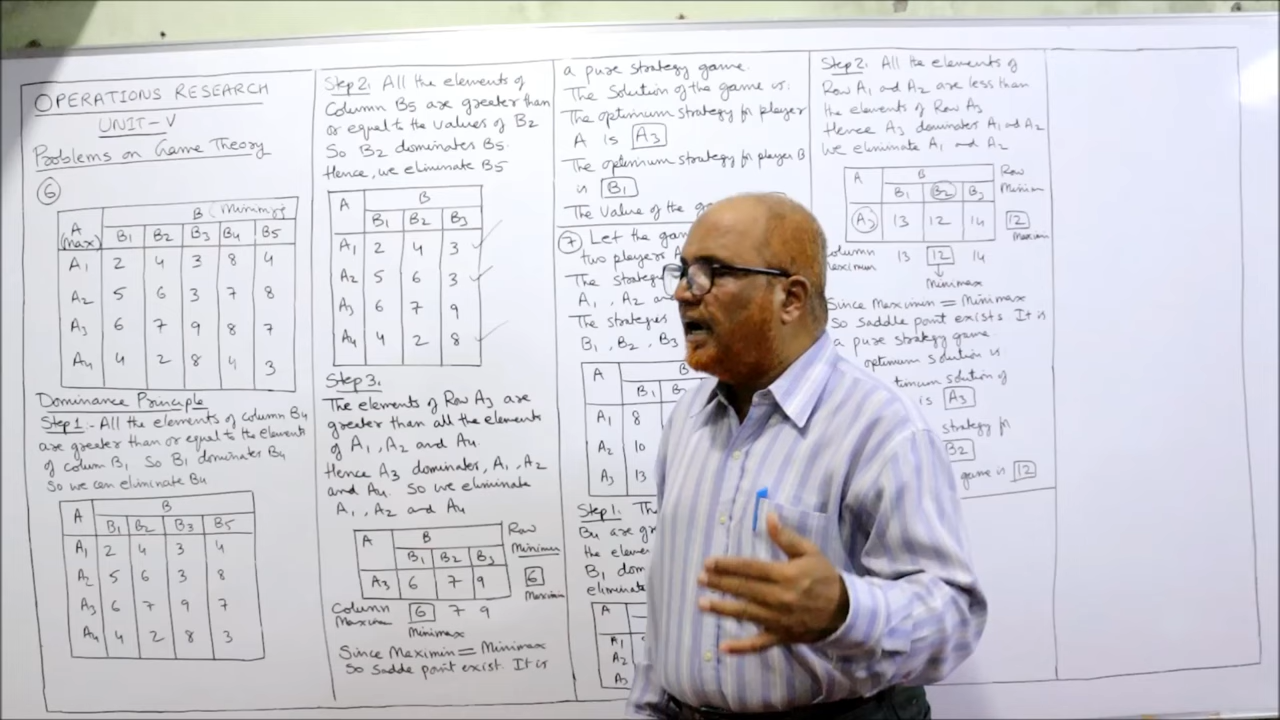 OPERATIONS RESEARCH
UNIT-V
Problems on Game Theory
6
B (Minimize
A (max) B1 B2 B3 B4 B5
A1 2 4 3 8 4
A2 5 6 3 7 8
A3 6 7 9 8 7
A4 4 2 8 4 3
Dominance Principle
Step 1:- All the elements of column B4
are greater than or equal to the elements
of colum B1 So B1 dominates B4
So we can eliminate B4
A B
B1 B2 B3 B5
A1 2 4 3 4
A2 5 6 3 8
A3 6 7 9 7
A4 4 2 8 3
Step 2: All the elements of
Column B5 are greater than
or equal to the values of B2
So B2 dominates B5.
Hence, we eliminate B5
A B
B1 B2 B3
A1 2 4 3
A2 5 6 3
A3 6 7 9
A4 4 2 8
Step 3.
The elements of Row A3 are
greater than all the elements
of A1, A2 and A4.
Hence A3 dominates, A1, A2
and A4. So we eliminate
A1, A2 and A4
A B Row
B1 B2 B3 Minimum
A3 6 7 9 6
Maximin
Column 6 7 9
Maxima
Minimax
Since Maximin = Minimax
So sadde point exist. It is
a pure strategy game.
The Solution of the game is:
The optimum strategy for player
A is A3
The optimum strategy for player B
is B1
The value of the
7 Let the
two players
The
A1, A2
The strategies
B1, B2, B3
A B
B1
A1 8
A2 10
A3 13
Step 1:
B4 are
the
B1
eliminate
A
A1
A2
A3
Step 2: All the elements of
Row A1 and A2 are less than
the elements of Row A3
Hence A3 dominates A1 and A2
We eliminate A1 and A2
A B Row
B1 B2 B3
A3 13 12 14 12
Maximin
13 12 14
Minimax
Since Maximin = Minimax
So saddle point exists. It is
a pure strategy game.
optimum solution is
solution of
is A3
strategy for
B2
game is 12